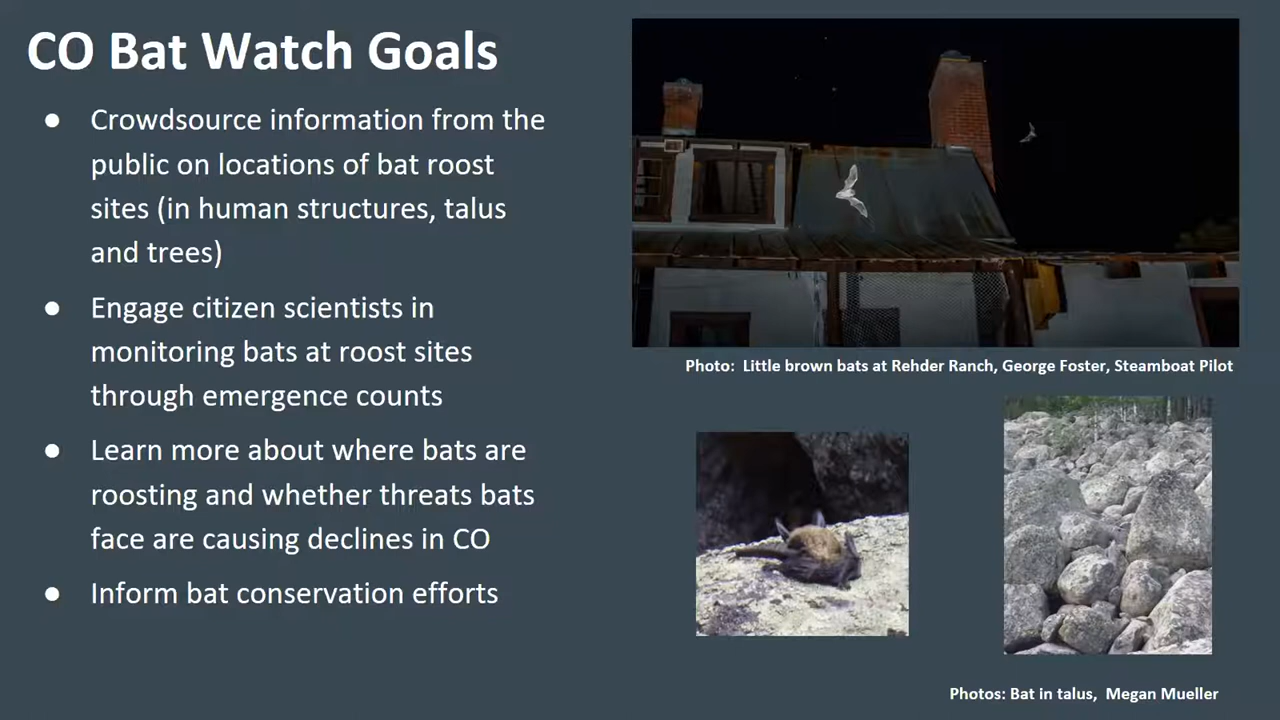 CO Bat Watch Goals
● Crowdsource information from the
public on locations of bat roost
sites (in human structures, talus
and trees)
● Engage citizen scientists in
monitoring bats at roost sites
through emergence counts
● Learn more about where bats are
roosting and whether threats bats
face are causing declines in CO
● Inform bat conservation efforts
Photo: Little brown bats at Rehder Ranch, George Foster, Steamboat Pilot
Photos: Bat in talus, Megan Mueller